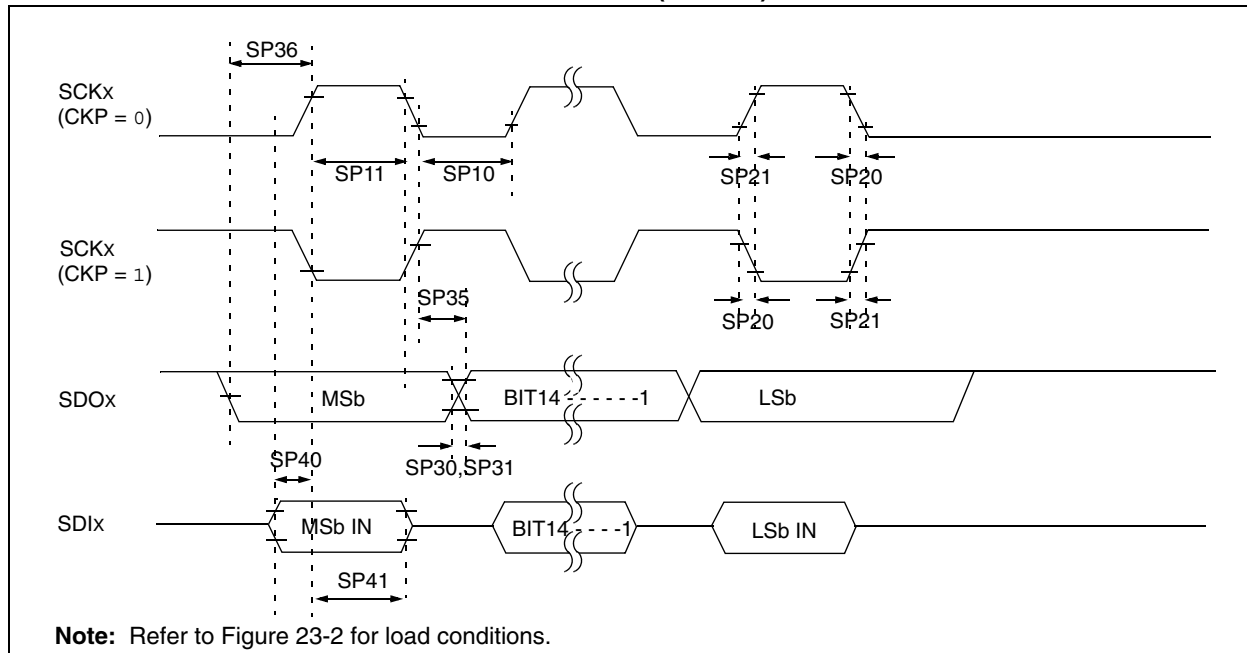 SP36
SCKx
(CKP = 0)
SP11
SP10
SP21
SP20
SCKx
(CKP = 1)
SP35
SP20
SP21
SDOx
MSb
BIT14 - - - - - -1
LSb
SP40
SP30,SP31
SDIx
MSb IN
BIT14 - - - - -1
LSb IN
SP41
Note: Refer to Figure 23-2 for load conditions.